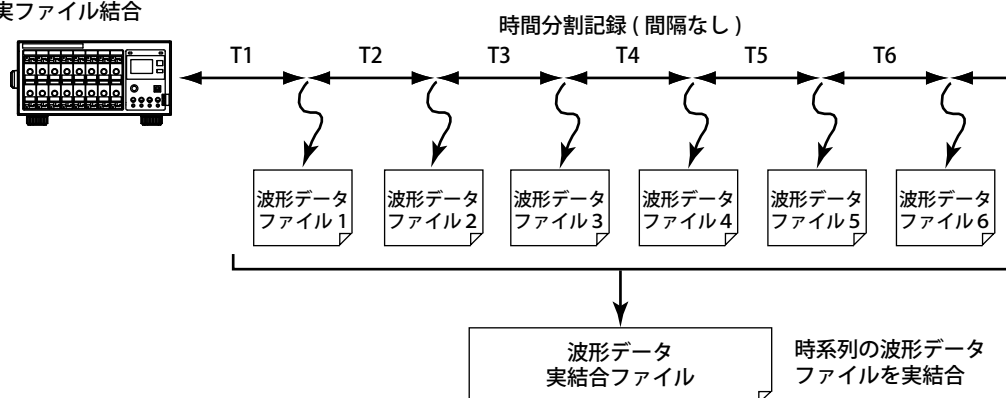 実ファイル結合
時間分割記録 ( 間隔なし )
T1 T2 T3 T4 T5 T6
波形データ
ファイル 1
波形データ
ファイル 2
波形データ
ファイル 3
波形データ
ファイル 4
波形データ
ファイル 5
波形データ
ファイル 6
波形データ
実結合ファイル
時系列の波形データ
ファイルを実結合